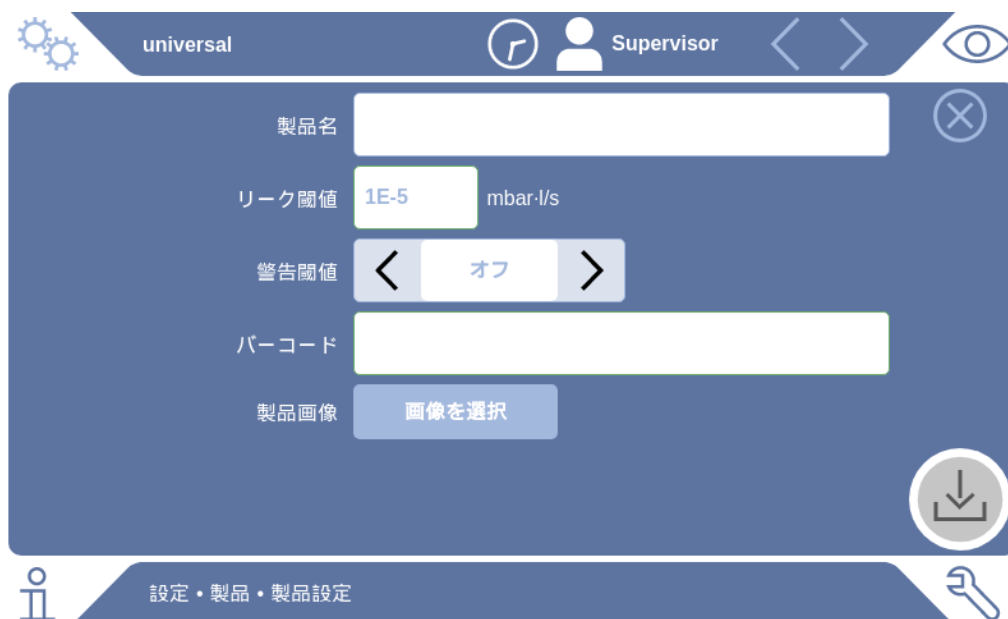 universal
Supervisor
製品名
リーク閾値 1E-5 mbar·l/s
警告閾値 オフ
バーコード
製品画像 画像を選択
設定・製品・製品設定